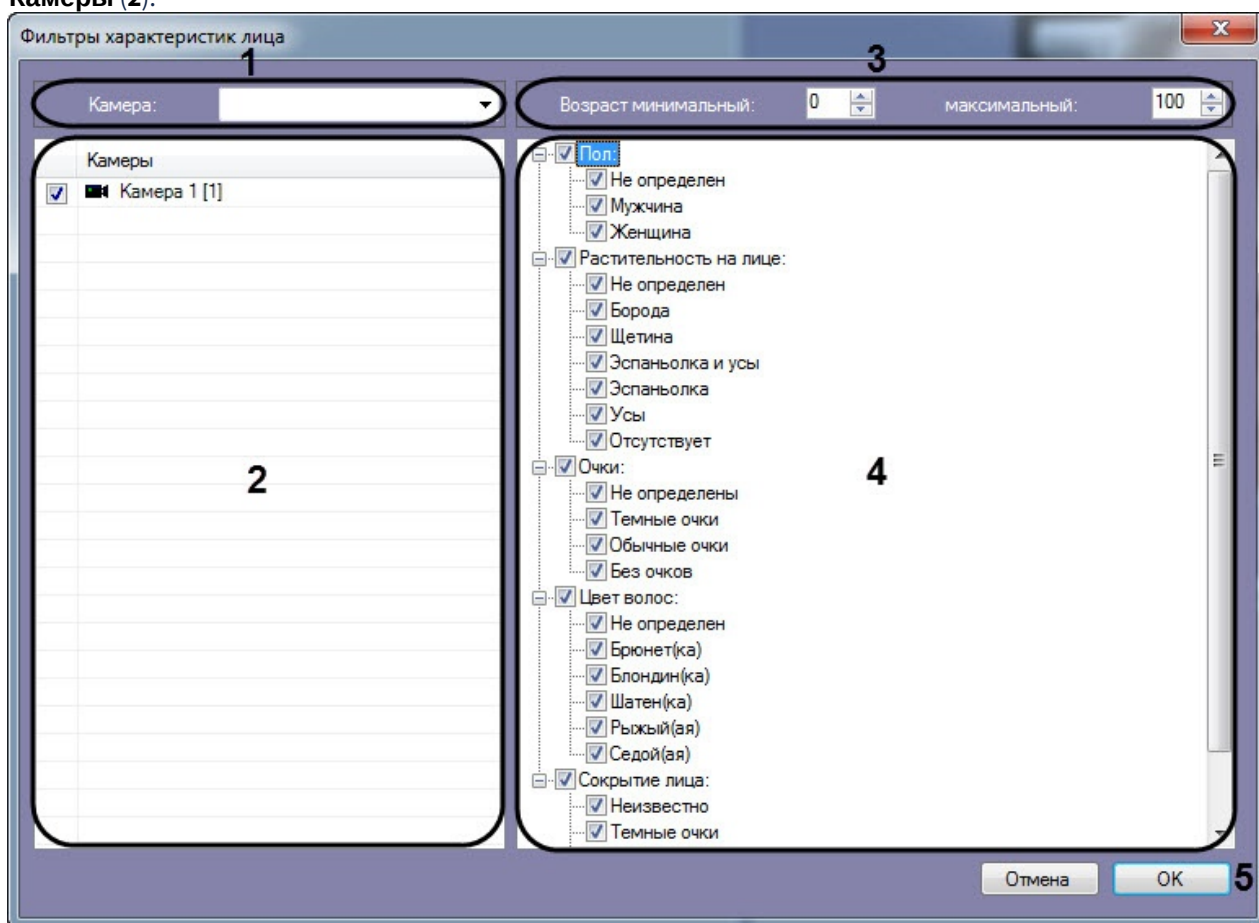 Камеры (2).
Фильтры характеристик лица
1
3
Камера:
Возраст минимальный: 0 максимальный: 100
Камеры
Камера 1 [1]
2
Пол:
Не определен
Мужчина
Женщина
Растительность на лице:
Не определен
Борода
Щетина
Эспаньолка и усы
Эспаньолка
Усы
Отсутствует
Очки:
Не определены
Темные очки
Обычные очки
Без очков
Цвет волос:
Не определен
Брюнет(ка)
Блондин(ка)
Шатен(ка)
Рыжый(ая)
Седой(ая)
Сокрытие лица:
Неизвестно
Темные очки
4
Отмена
OK
5